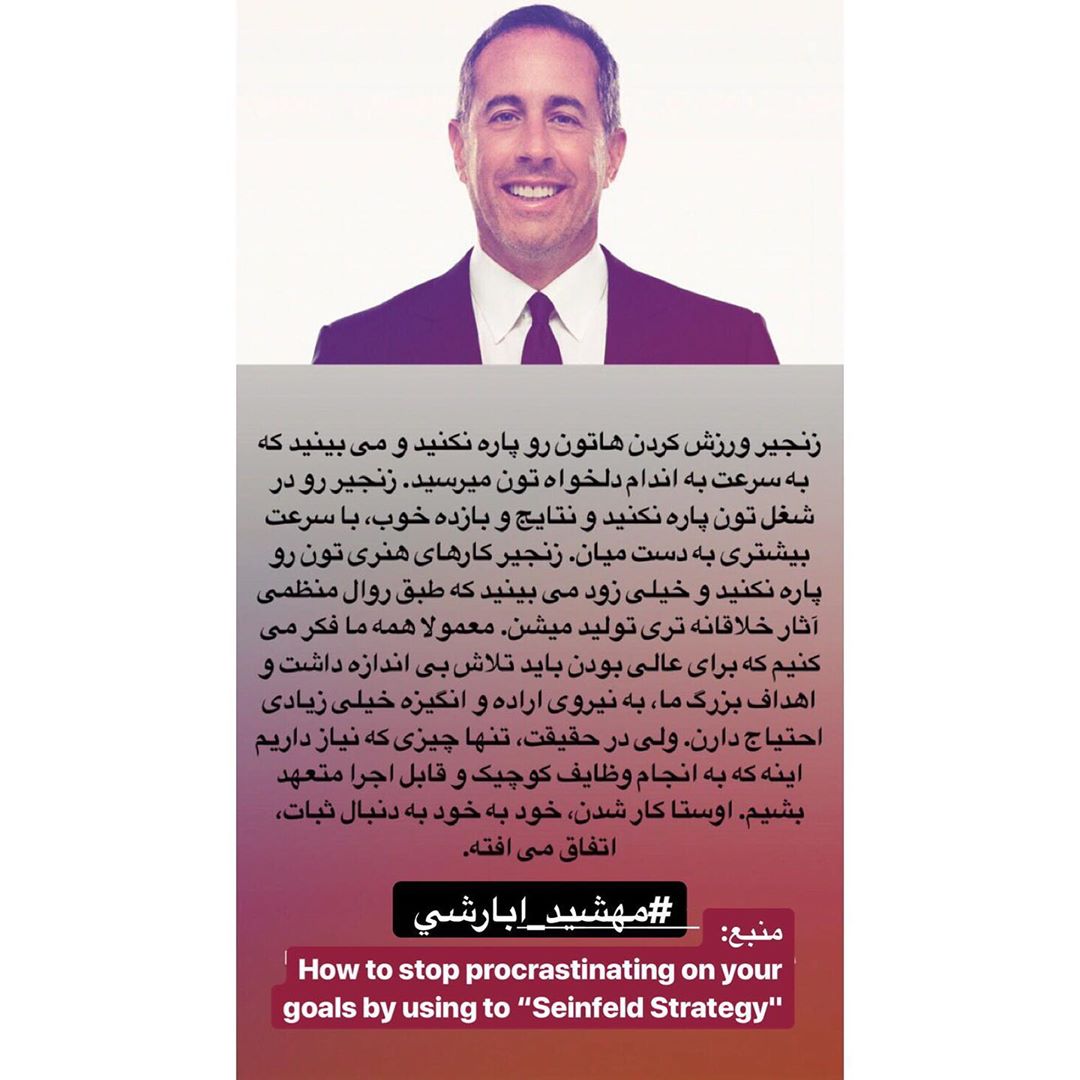 زنجیر ورزش کردن هاتون رو پاره نکنید و می بینید که
به سرعت به اندام دلخواه تون میرسید. زنجیر رو در
شغل تون پاره نکنید و نتایج و بازده خوب، با سرعت
بیشتری به دست میان. زنجیر کارهای هنری تون رو
پاره نکنید و خیلی زود می بینید که طبق روال منظمی
آثار خلاقانه تری تولید میشن. معمولا همه ما فکر می
کنیم که برای عالی بودن باید تلاش بی اندازه داشت و
اهداف بزرگ ما، به نیروی اراده و انگیزه خیلی زیادی
احتیاج دارن. ولی در حقیقت، تنها چیزی که نیاز داریم
اینه که به انجام وظایف کوچیک و قابل اجرا متعهد
بشیم. اوستا کار شدن، خود به خود به دنبال ثبات،
اتفاق می افته.
#مهشيد_ابارشي
منبع:
How to stop procrastinating on your
goals by using to “Seinfeld Strategy"